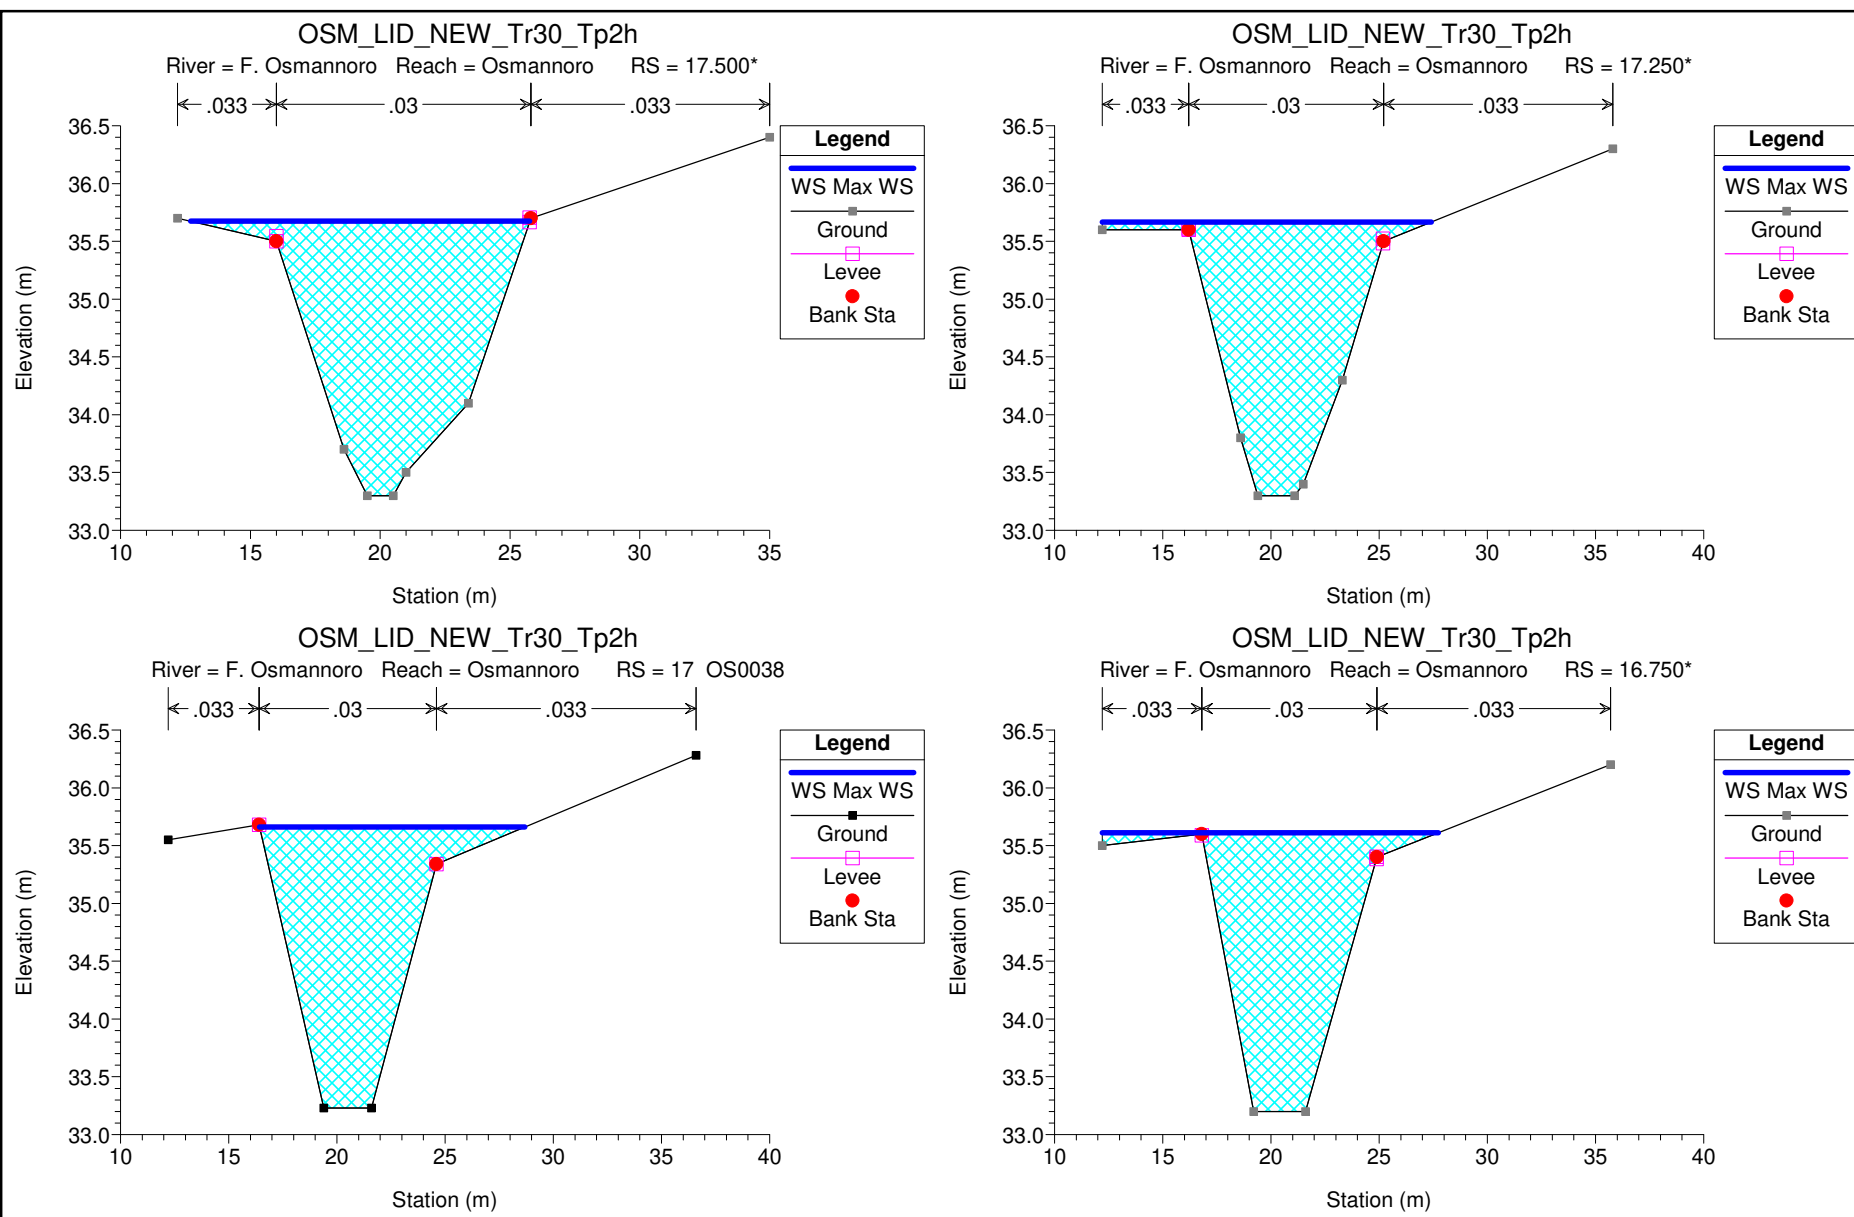 OSM_LID_NEW_Tr30_Tp2h
River = F. Osmannoro Reach = Osmannoro RS = 17.500*
.033 .03 .033
36.5
36.0
35.5
35.0
34.5
34.0
33.5
33.0
Elevation (m)
10 15 20 25 30 35
Station (m)
Legend
WS Max WS
Ground
Levee
Bank Sta
OSM_LID_NEW_Tr30_Tp2h
River = F. Osmannoro Reach = Osmannoro RS = 17.250*
.033 .03 .033
36.5
36.0
35.5
35.0
34.5
34.0
33.5
33.0
Elevation (m)
10 15 20 25 30 35 40
Station (m)
Legend
WS Max WS
Ground
Levee
Bank Sta
OSM_LID_NEW_Tr30_Tp2h
River = F. Osmannoro Reach = Osmannoro RS = 17 OS0038
.033 .03 .033
36.5
36.0
35.5
35.0
34.5
34.0
33.5
33.0
Elevation (m)
10 15 20 25 30 35 40
Station (m)
Legend
WS Max WS
Ground
Levee
Bank Sta
OSM_LID_NEW_Tr30_Tp2h
River = F. Osmannoro Reach = Osmannoro RS = 16.750*
.033 .03 .033
36.5
36.0
35.5
35.0
34.5
34.0
33.5
33.0
Elevation (m)
10 15 20 25 30 35 40
Station (m)
Legend
WS Max WS
Ground
Levee
Bank Sta